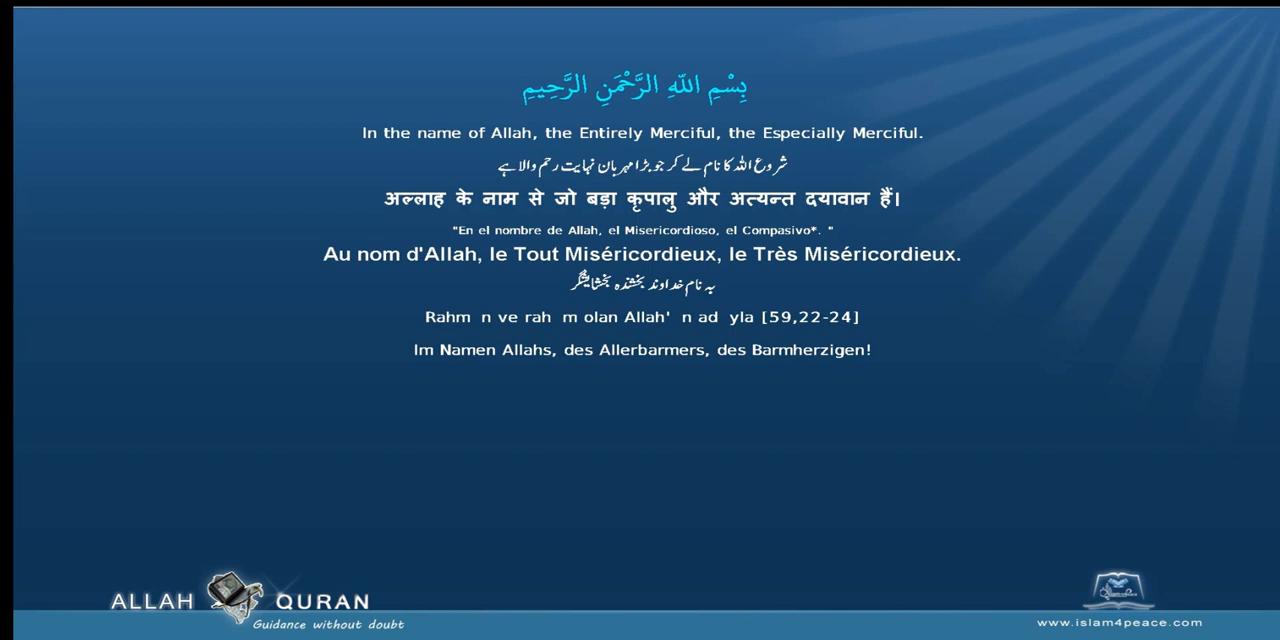 بِسْمِ اللَّهِ الرَّحْمَنِ الرَّحِيمِ
In the name of Allah, the Entirely Merciful, the Especially Merciful.
شروع اللہ کا نام لے کر جو بڑا مہربان نہایت رحم والا ہے
अल्लाह के नाम से जो बड़ा कृपालु और अत्यन्त दयावान हैं।
"En el nombre de Allah, el Misericordioso, el Compasivo*. "
Au nom d'Allah, le Tout Miséricordieux, le Très Miséricordieux.
به نام خداوند بخشنده بخشایشگر
Rahm n ve rah m olan Allah' n ad yla [59,22-24]
Im Namen Allahs, des Allerbarmers, des Barmherzigen!
ALLAH QURAN
Guidance without doubt
www.islam4peace.com